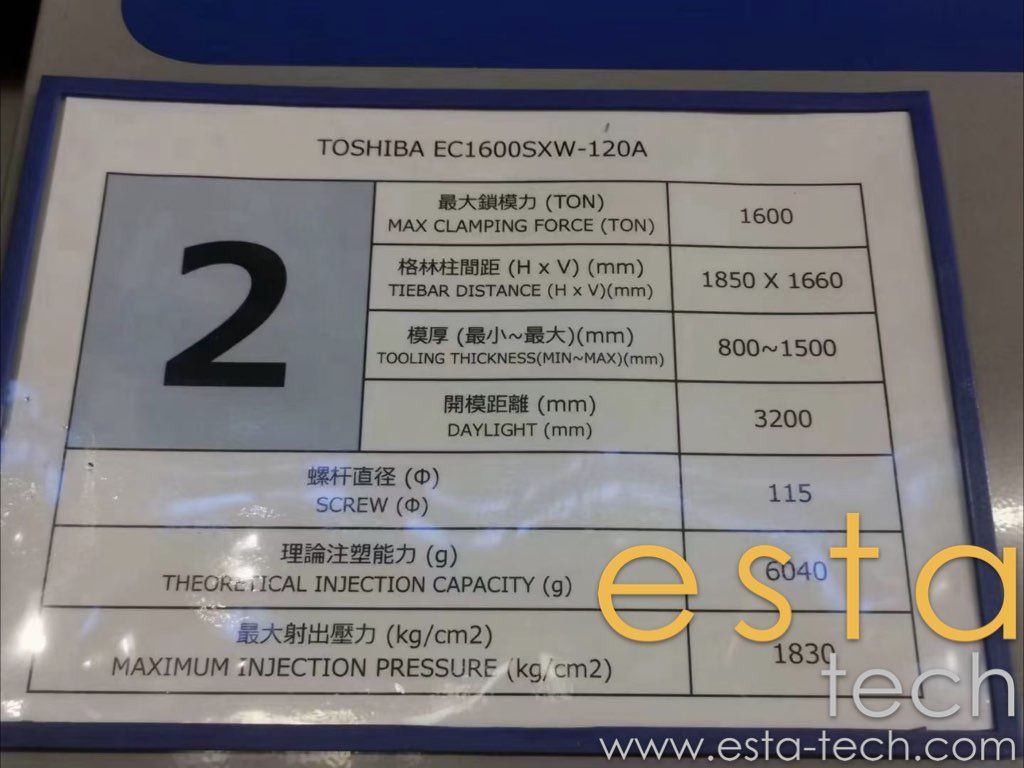 TOSHIBA EC1600SXW-120A
2
最大鎖模力 (TON)
MAX CLAMPING FORCE (TON)
1600
格林柱間距 (H x V) (mm)
TIEBAR DISTANCE (H x V)(mm)
1850 X 1660
模厚 (最小~最大)(mm)
TOOLING THICKNESS(MIN~MAX)(mm)
800~1500
開模距離 (mm)
DAYLIGHT (mm)
3200
螺杆直径 (Φ)
SCREW (Φ)
115
理論注塑能力 (g)
THEORETICAL INJECTION CAPACITY (g)
6040
最大射出壓力 (kg/cm2)
MAXIMUM INJECTION PRESSURE (kg/cm2)
1830
esta
tech
www.esta-tech.com